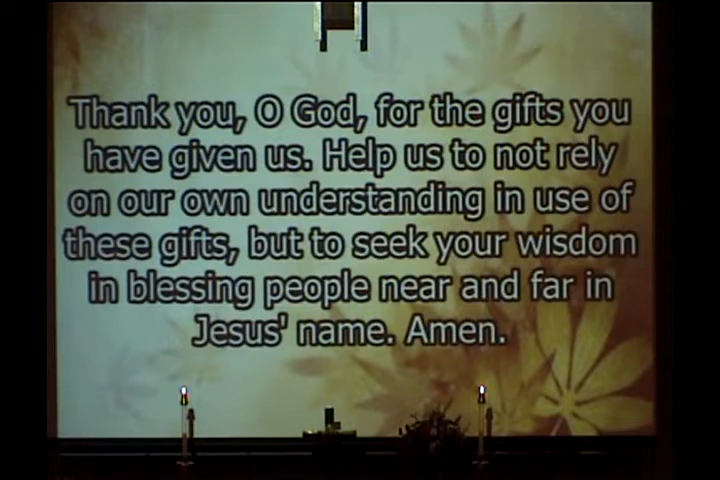 Thank you, O God, for the gifts you
have given us. Help us to not rely
on our own understanding in use of
these gifts, but to seek your wisdom
in blessing people near and far in
Jesus' name. Amen.